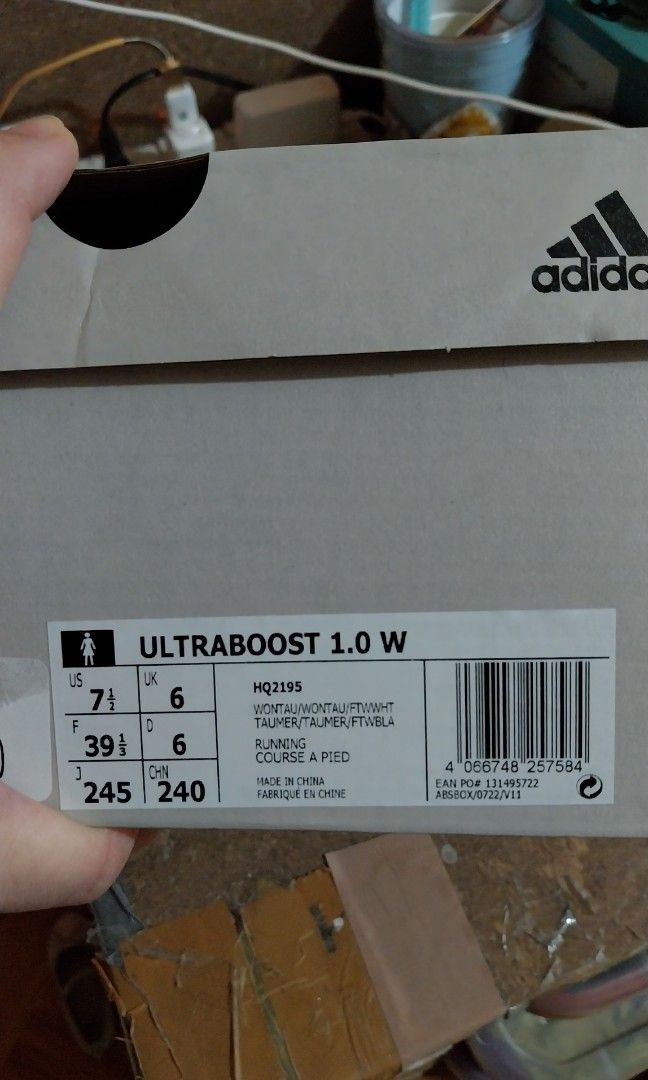 adidas
ULTRABOOST 1.0 W
US 7½ UK 6
F 39⅓ D 6
J 245 CHN 240
HQ2195
WONTAU/WONTAU/FTWWHT
TAUMER/TAUMER/FTWBLA
RUNNING
COURSE A PIED
MADE IN CHINA
FABRIQUÉ EN CHINE
4 066748 257584
EAN PO# 131495722
ABSBOX/0722/V11